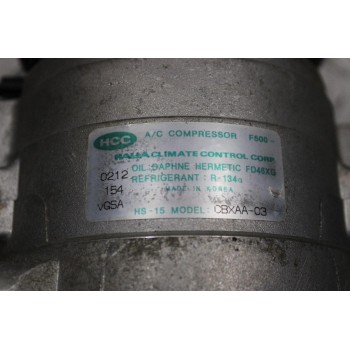 HCC A/C COMPRESSOR F500-
HALLA CLIMATE CONTROL CORP.
D212 OIL: DAPHNE HERMETIC FD46XG
154 REFRIGERANT : R-134a
VGSA MADE IN KOREA
HS-15 MODEL: CBXAA-03